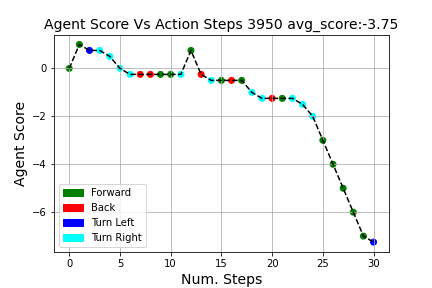 Agent Score Vs Action Steps 3950 avg_score:-3.75
Agent Score
0
−2
−4
−6
Forward
Back
Turn Left
Turn Right
0 5 10 15 20 25 30
Num. Steps